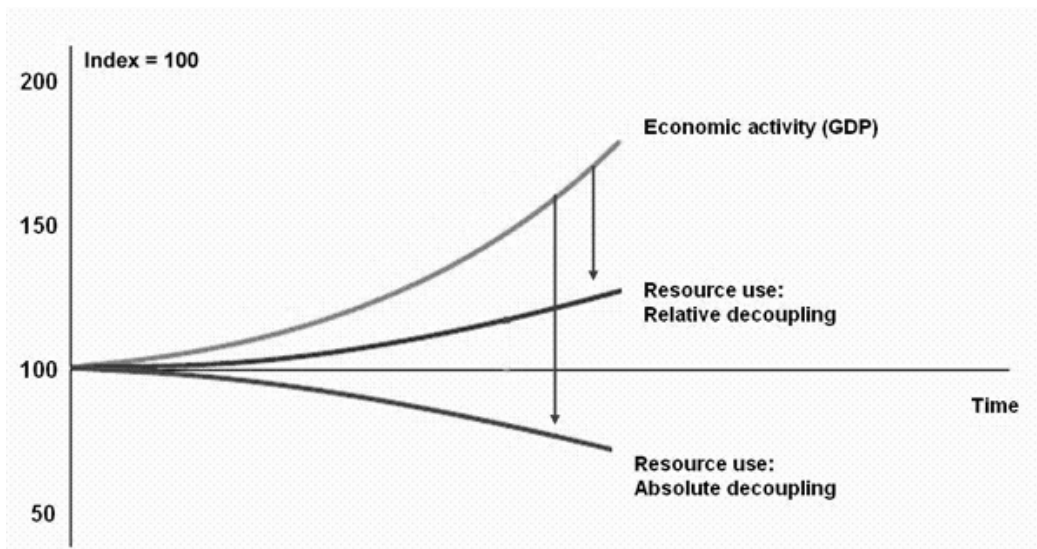 Index = 100
200
Economic activity (GDP)
150
Resource use:
Relative decoupling
100
Time
Resource use:
Absolute decoupling
50